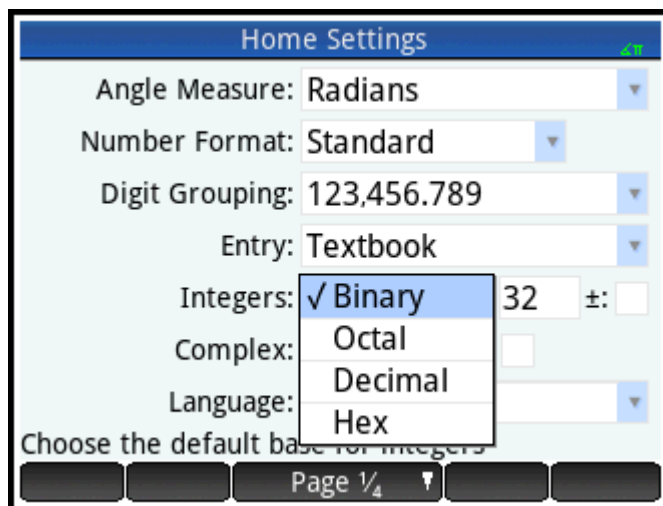 Home Settings ∡π
Angle Measure: Radians
Number Format: Standard
Digit Grouping: 123,456.789
Entry: Textbook
Integers: √ Binary 32 ±:
Octal
Complex:
Decimal
Language:
Hex
Choose the default base for integers
Page 1/4